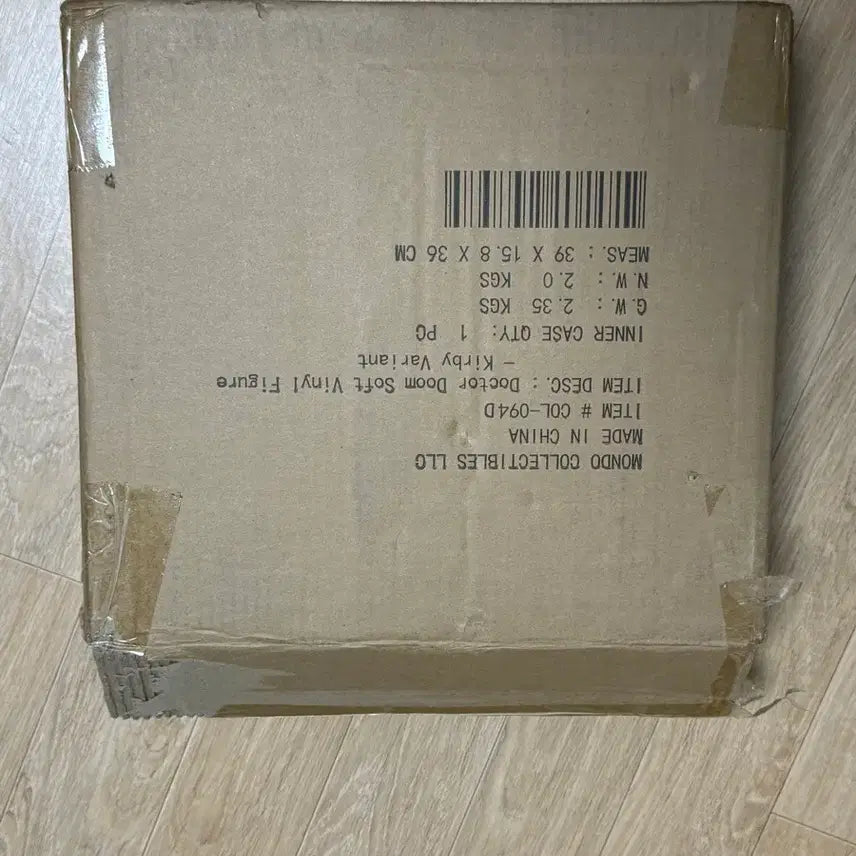 MONDO COLLECTIBLES LLC
MADE IN CHINA
ITEM # COL-094D
ITEM DESC.: Doctor Doom Soft Vinyl Figure
- Kirby Variant
INNER CASE QTY: 1 PC
G.W.: 2.35 KGS
N.W.: 2.0 KGS
MEAS.: 39 X 15.8 X 36 CM